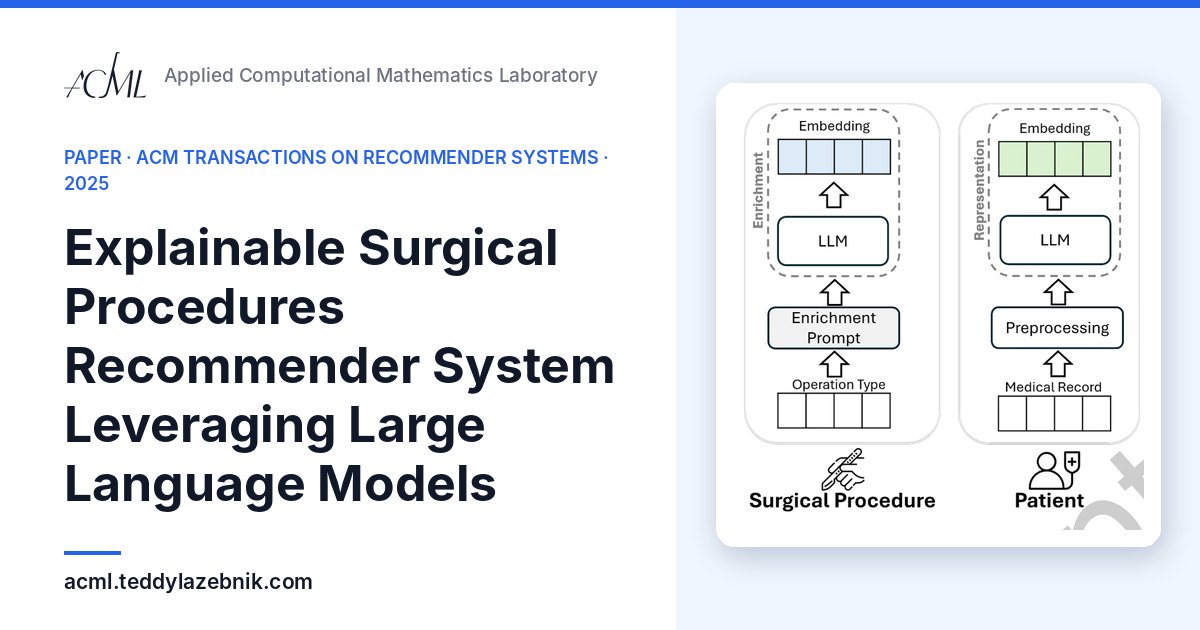 ACML
Applied Computational Mathematics Laboratory
PAPER · ACM TRANSACTIONS ON RECOMMENDER SYSTEMS ·
2025
Explainable Surgical
Procedures
Recommender System
Leveraging Large
Language Models
acml.teddylazebnik.com
Enrichment
Embedding
LLM
Enrichment
Prompt
Operation Type
Surgical Procedure
Representation
Embedding
LLM
Preprocessing
Medical Record
Patient